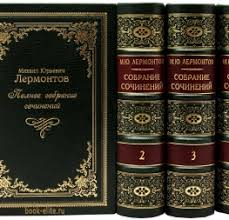 Михаил Юрьевич
ЛЕРМОНТОВ
Полное собрание
сочинений
М.Ю. ЛЕРМОНТОВ
СОБРАНИЕ
СОЧИНЕНИЙ
2
М.Ю. ЛЕРМОНТОВ
СОБРАНИЕ
СОЧИНЕНИЙ
3
book-elite.ru